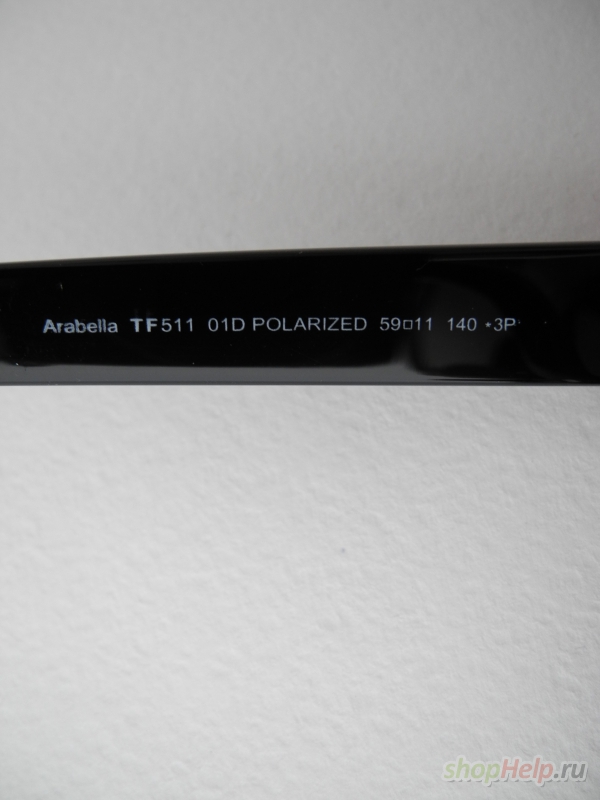 Arabella TF511 01D POLARIZED 59□11 140 *3P
shopHelp.ru